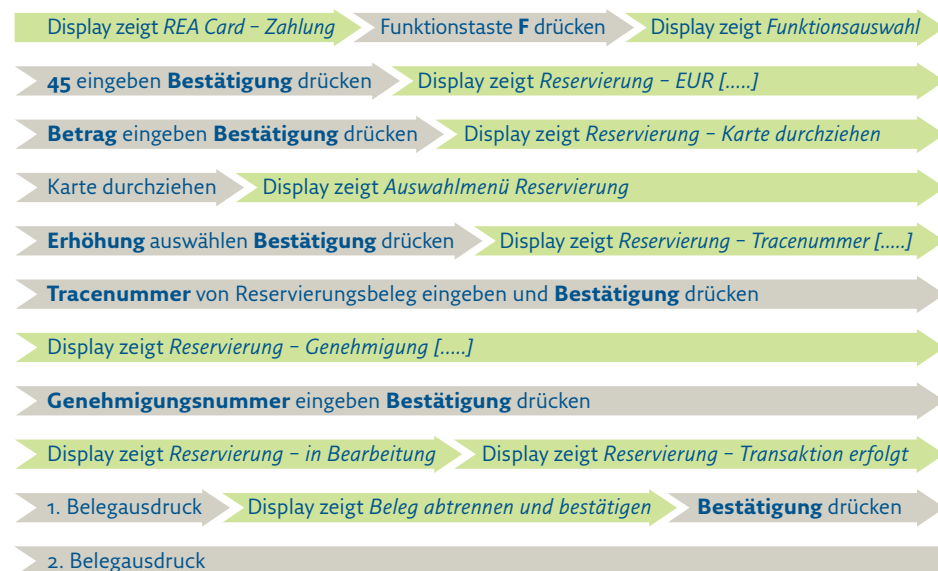 Display zeigt REA Card – Zahlung Funktionstaste F drücken Display zeigt Funktionsauswahl
45 eingeben Bestätigung drücken Display zeigt Reservierung – EUR [.....]
Betrag eingeben Bestätigung drücken Display zeigt Reservierung – Karte durchziehen
Karte durchziehen Display zeigt Auswahlmenü Reservierung
Erhöhung auswählen Bestätigung drücken Display zeigt Reservierung – Tracenummer [.....]
Tracenummer von Reservierungsbeleg eingeben und Bestätigung drücken
Display zeigt Reservierung – Genehmigung [.....]
Genehmigungsnummer eingeben Bestätigung drücken
Display zeigt Reservierung – in Bearbeitung Display zeigt Reservierung – Transaktion erfolgt
1. Belegausdruck Display zeigt Beleg abtrennen und bestätigen Bestätigung drücken
2. Belegausdruck